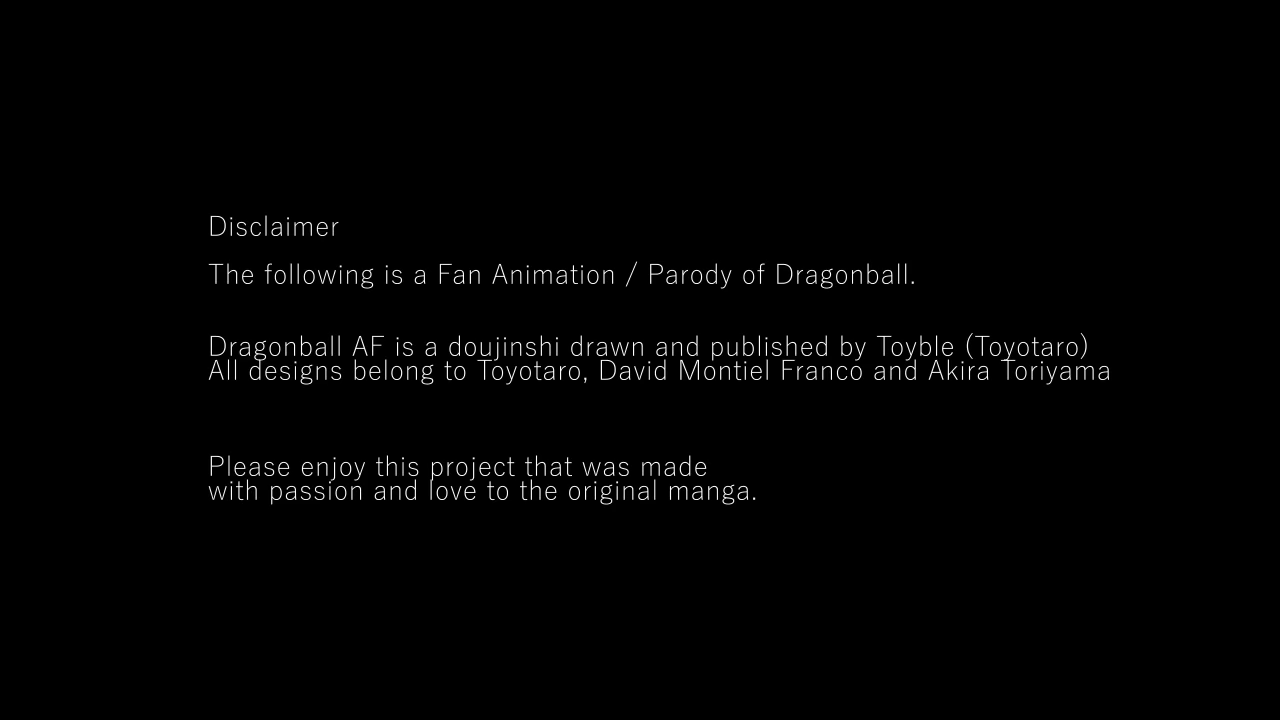 Disclaimer
The following is a Fan Animation / Parody of Dragonball.
Dragonball AF is a doujinshi drawn and published by Toyble (Toyotaro)
All designs belong to Toyotaro, David Montiel Franco and Akira Toriyama
Please enjoy this project that was made
with passion and love to the original manga.